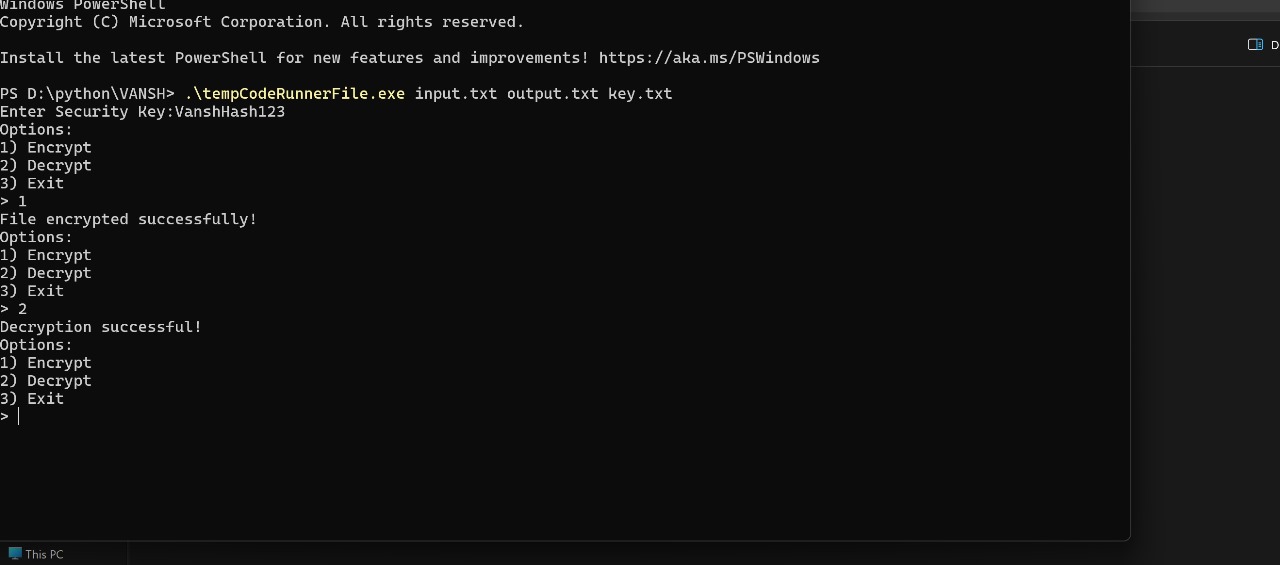 Windows PowerShell
Copyright (C) Microsoft Corporation. All rights reserved.
Install the latest PowerShell for new features and improvements! https://aka.ms/PSWindows
PS D:\python\VANSH> .\tempCodeRunnerFile.exe input.txt output.txt key.txt
Enter Security Key:VanshHash123
Options:
1) Encrypt
2) Decrypt
3) Exit
> 1
File encrypted successfully!
Options:
1) Encrypt
2) Decrypt
3) Exit
> 2
Decryption successful!
Options:
1) Encrypt
2) Decrypt
3) Exit
>
D
This PC